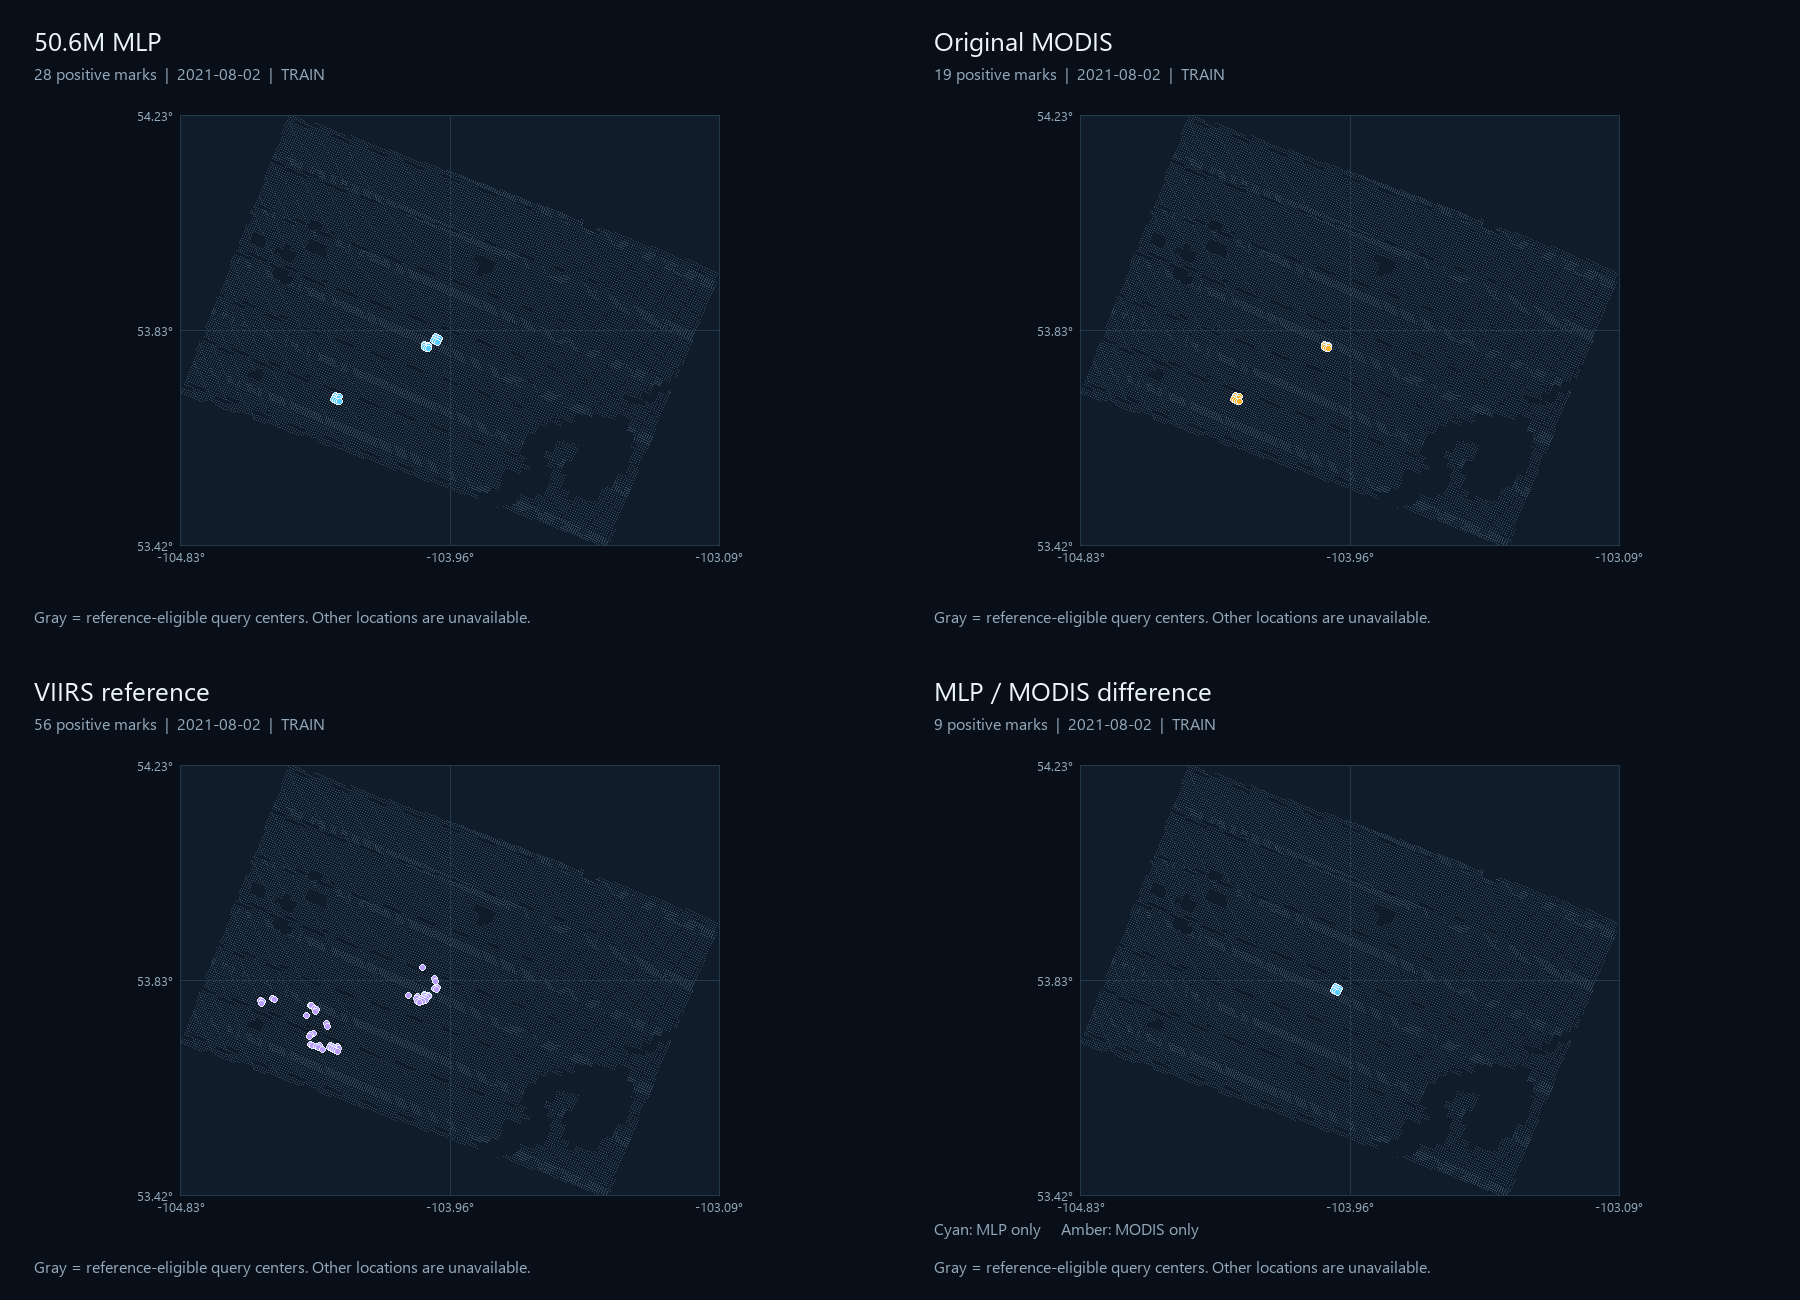 50.6M MLP
28 positive marks | 2021-08-02 | TRAIN
54.23°
53.83°
53.42°
-104.83°
-103.96°
-103.09°
Gray = reference-eligible query centers. Other locations are unavailable.
Original MODIS
19 positive marks | 2021-08-02 | TRAIN
54.23°
53.83°
53.42°
-104.83°
-103.96°
-103.09°
Gray = reference-eligible query centers. Other locations are unavailable.
VIIRS reference
56 positive marks | 2021-08-02 | TRAIN
54.23°
53.83°
53.42°
-104.83°
-103.96°
-103.09°
Gray = reference-eligible query centers. Other locations are unavailable.
MLP / MODIS difference
9 positive marks | 2021-08-02 | TRAIN
54.23°
53.83°
53.42°
-104.83°
-103.96°
-103.09°
Cyan: MLP only Amber: MODIS only
Gray = reference-eligible query centers. Other locations are unavailable.